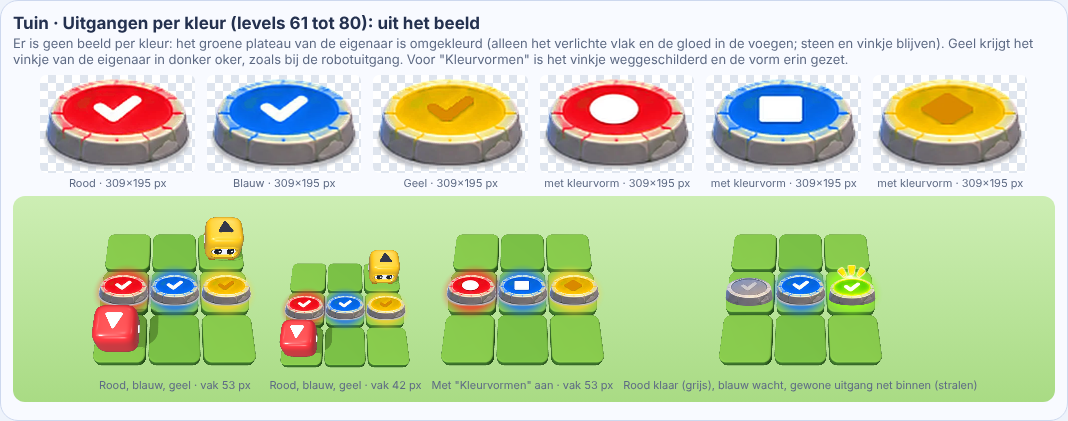 Tuin · Uitgangen per kleur (levels 61 tot 80): uit het beeld
Er is geen beeld per kleur: het groene plateau van de eigenaar is omgekleurd (alleen het verlichte vlak en de gloed in de voegen; steen en vinkje blijven). Geel krijgt het
vinkje van de eigenaar in donker oker, zoals bij de robotuitgang. Voor "Kleurvormen" is het vinkje weggeschilderd en de vorm erin gezet.
Rood · 309×195 px
Blauw · 309×195 px
Geel · 309×195 px
met kleurvorm · 309×195 px
met kleurvorm · 309×195 px
met kleurvorm · 309×195 px
Rood, blauw, geel · vak 53 px
Rood, blauw, geel · vak 42 px
Met "Kleurvormen" aan · vak 53 px
Rood klaar (grijs), blauw wacht, gewone uitgang net binnen (stralen)